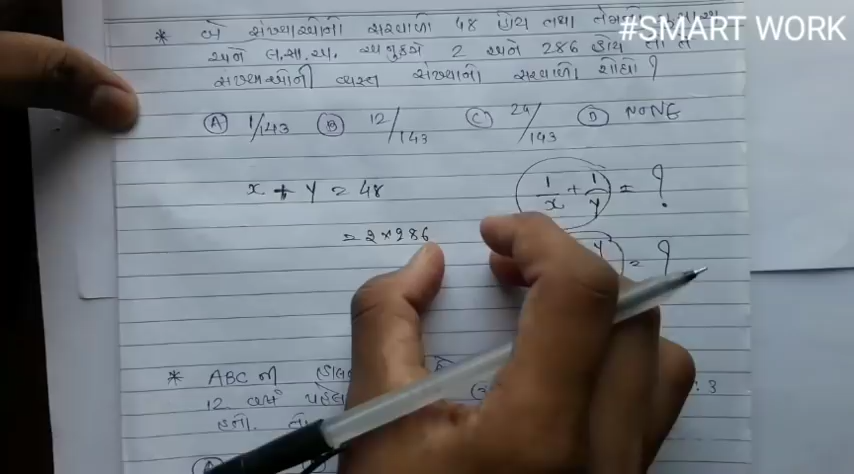 #SMART WORK
* બે સંખ્યાઓનો સરવાળો 48 હોય તથા
અને લ.સા.અ. અનુક્રમે 2 અને 286 હોય તો તે
સંખ્યાઓની વ્યસ્ત સંખ્યાનો સરવાળો શોધો ?
(A) 1/143 (B) 12/143 (C) 24/143 (D) NONE
x + y = 48 1/x + 1/y = ?
= 2 × 286 y = ?
* ABC ની : 3
12 વર્ષ પહેલા
હતો.